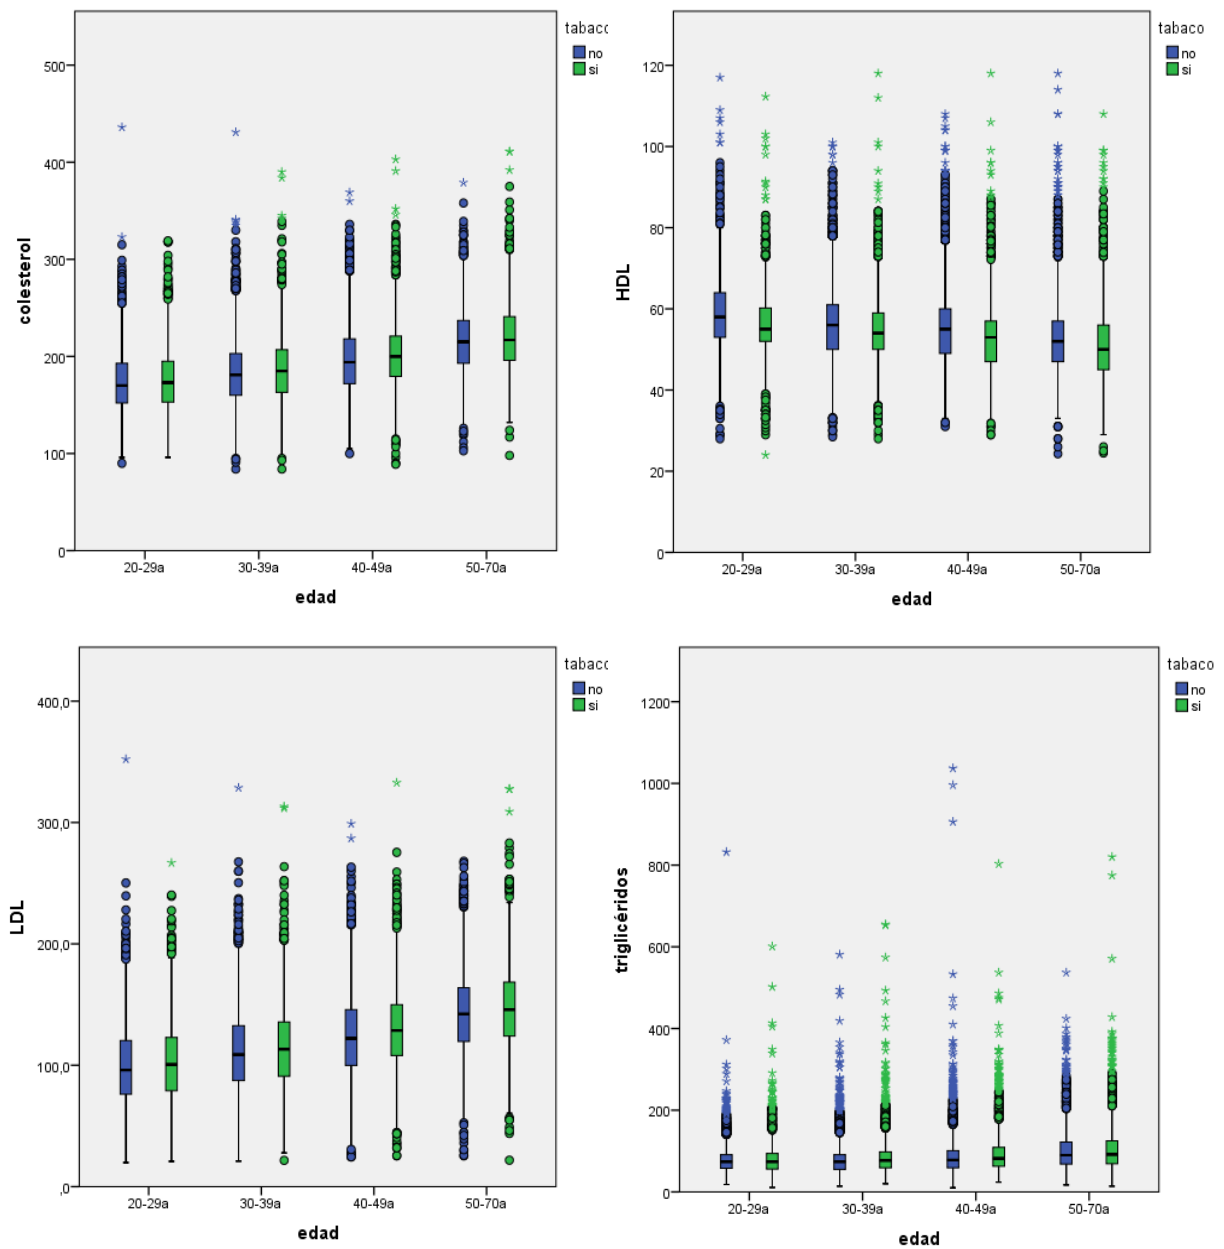 tabaco
no
si
500
400
300
200
100
0
colesterol
20-29a 30-39a 40-49a 50-70a
edad
tabaco
no
si
120
100
80
60
40
20
0
HDL
20-29a 30-39a 40-49a 50-70a
edad
tabaco
no
si
400,0
300,0
200,0
100,0
,0
LDL
20-29a 30-39a 40-49a 50-70a
edad
tabaco
no
si
1200
1000
800
600
400
200
0
triglicéridos
20-29a 30-39a 40-49a 50-70a
edad